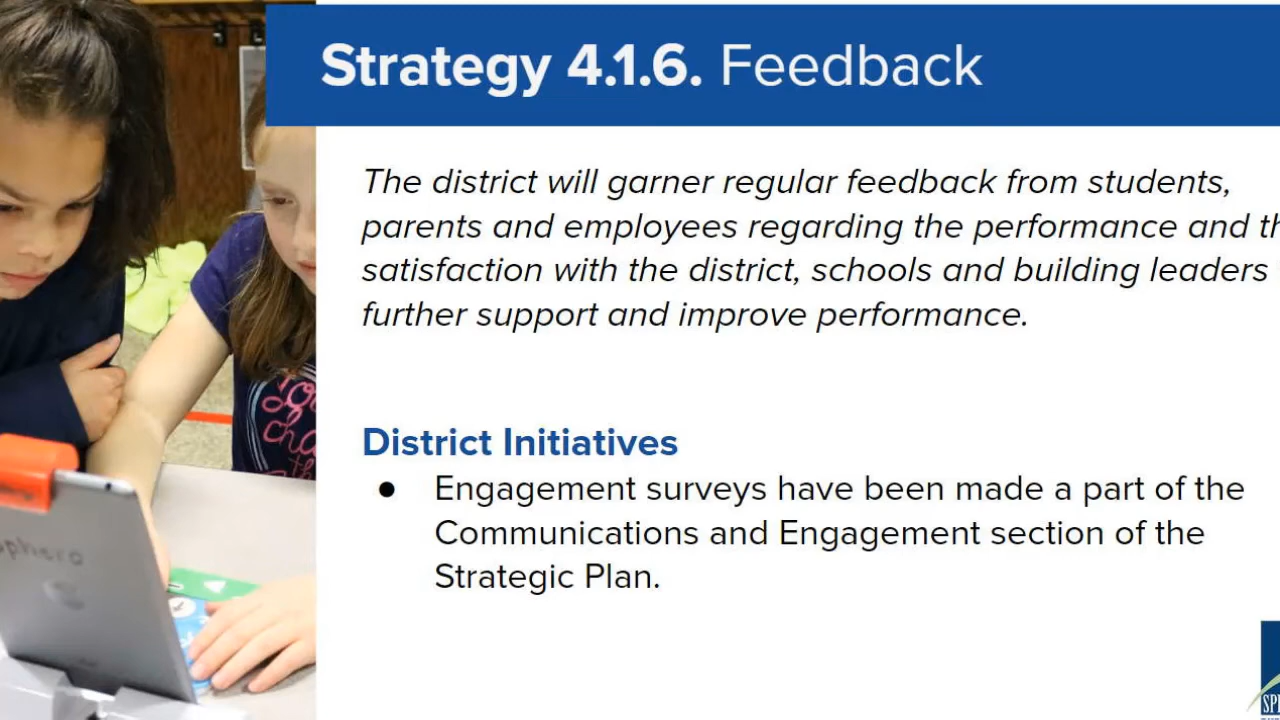 Strategy 4.1.6. Feedback
The district will garner regular feedback from students,
parents and employees regarding the performance and
satisfaction with the district, schools and building leaders
further support and improve performance.
District Initiatives
Engagement surveys have been made a part of the
Communications and Engagement section of the
Strategic Plan.
sphero